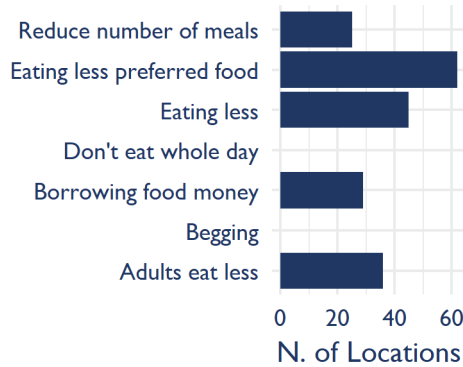 Reduce number of meals
Eating less preferred food
Eating less
Don't eat whole day
Borrowing food money
Begging
Adults eat less
0 20 40 60
N. of Locations